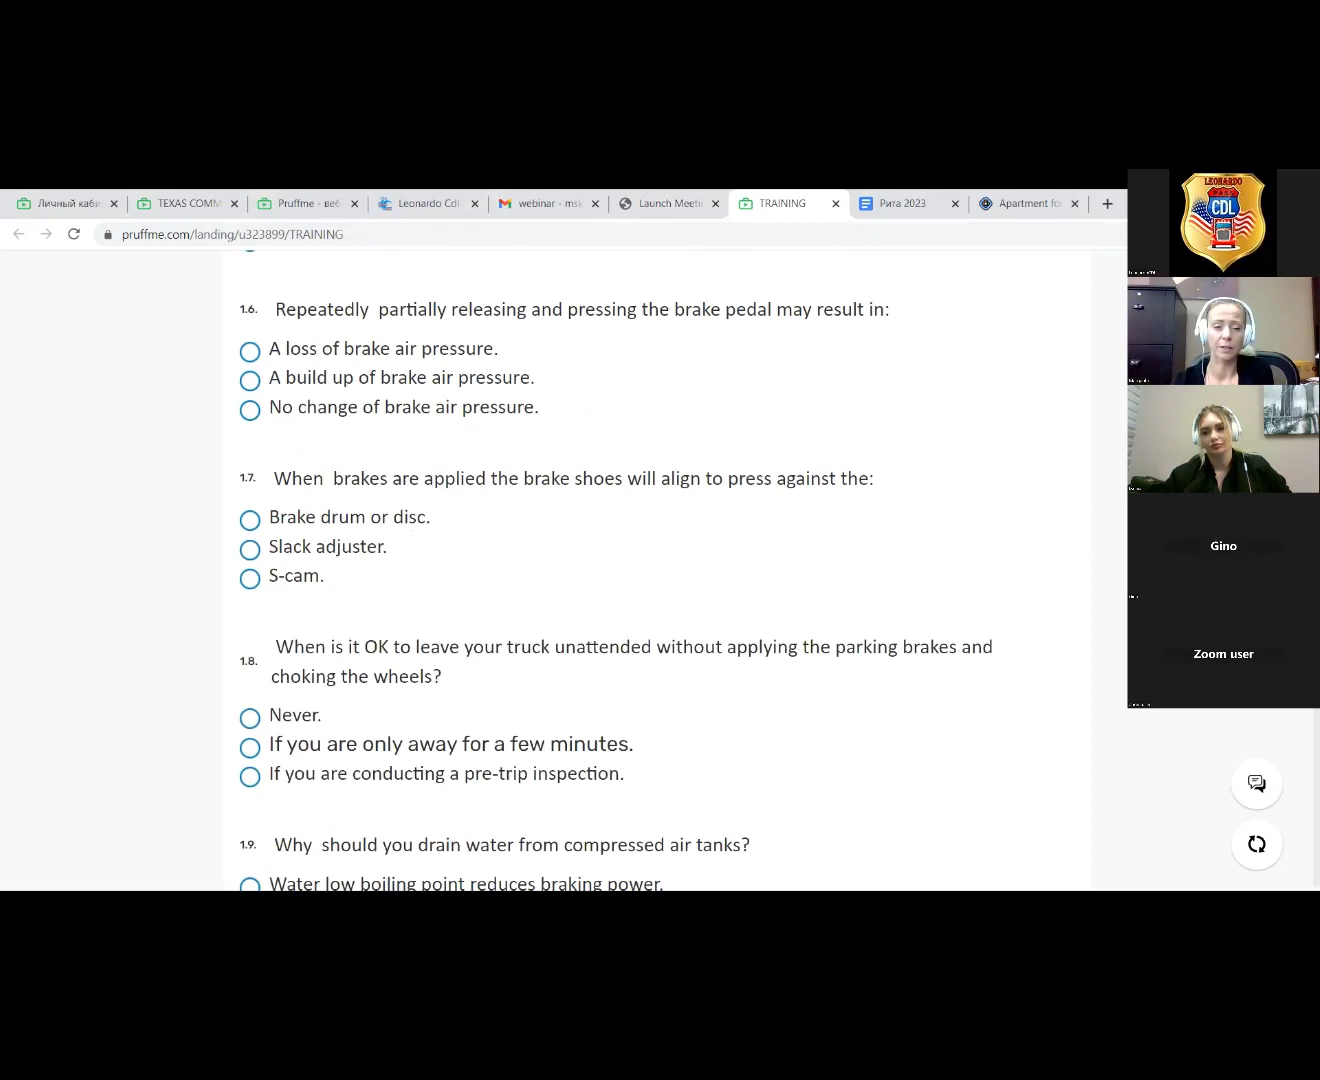 Личный каби
TEXAS COMM
Pruffme - веб
Leonardo Cdl
webinar - msk
Launch Meeti
TRAINING
Рита 2023
Apartment fo
pruffme.com/landing/u323899/TRAINING
LEONARDO
PASS
CDL
1.6. Repeatedly partially releasing and pressing the brake pedal may result in:
A loss of brake air pressure.
A build up of brake air pressure.
No change of brake air pressure.
1.7. When brakes are applied the brake shoes will align to press against the:
Brake drum or disc.
Slack adjuster.
S-cam.
1.8. When is it OK to leave your truck unattended without applying the parking brakes and
choking the wheels?
Never.
If you are only away for a few minutes.
If you are conducting a pre-trip inspection.
1.9. Why should you drain water from compressed air tanks?
Water low boiling point reduces braking power.
Gino
Zoom user